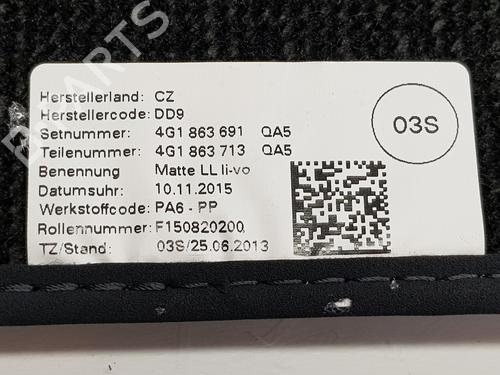 Herstellerland: CZ
Herstellercode: DD9
Setnummer: 4G1 863 691 QA5
Teilenummer: 4G1 863 713 QA5
Benennung Matte LL li-vo
Datumsuhr: 10.11.2015
Werkstoffcode: PA6 - PP
Rollennummer: F150820200
TZ/Stand: 03S/25.06.2013
03S